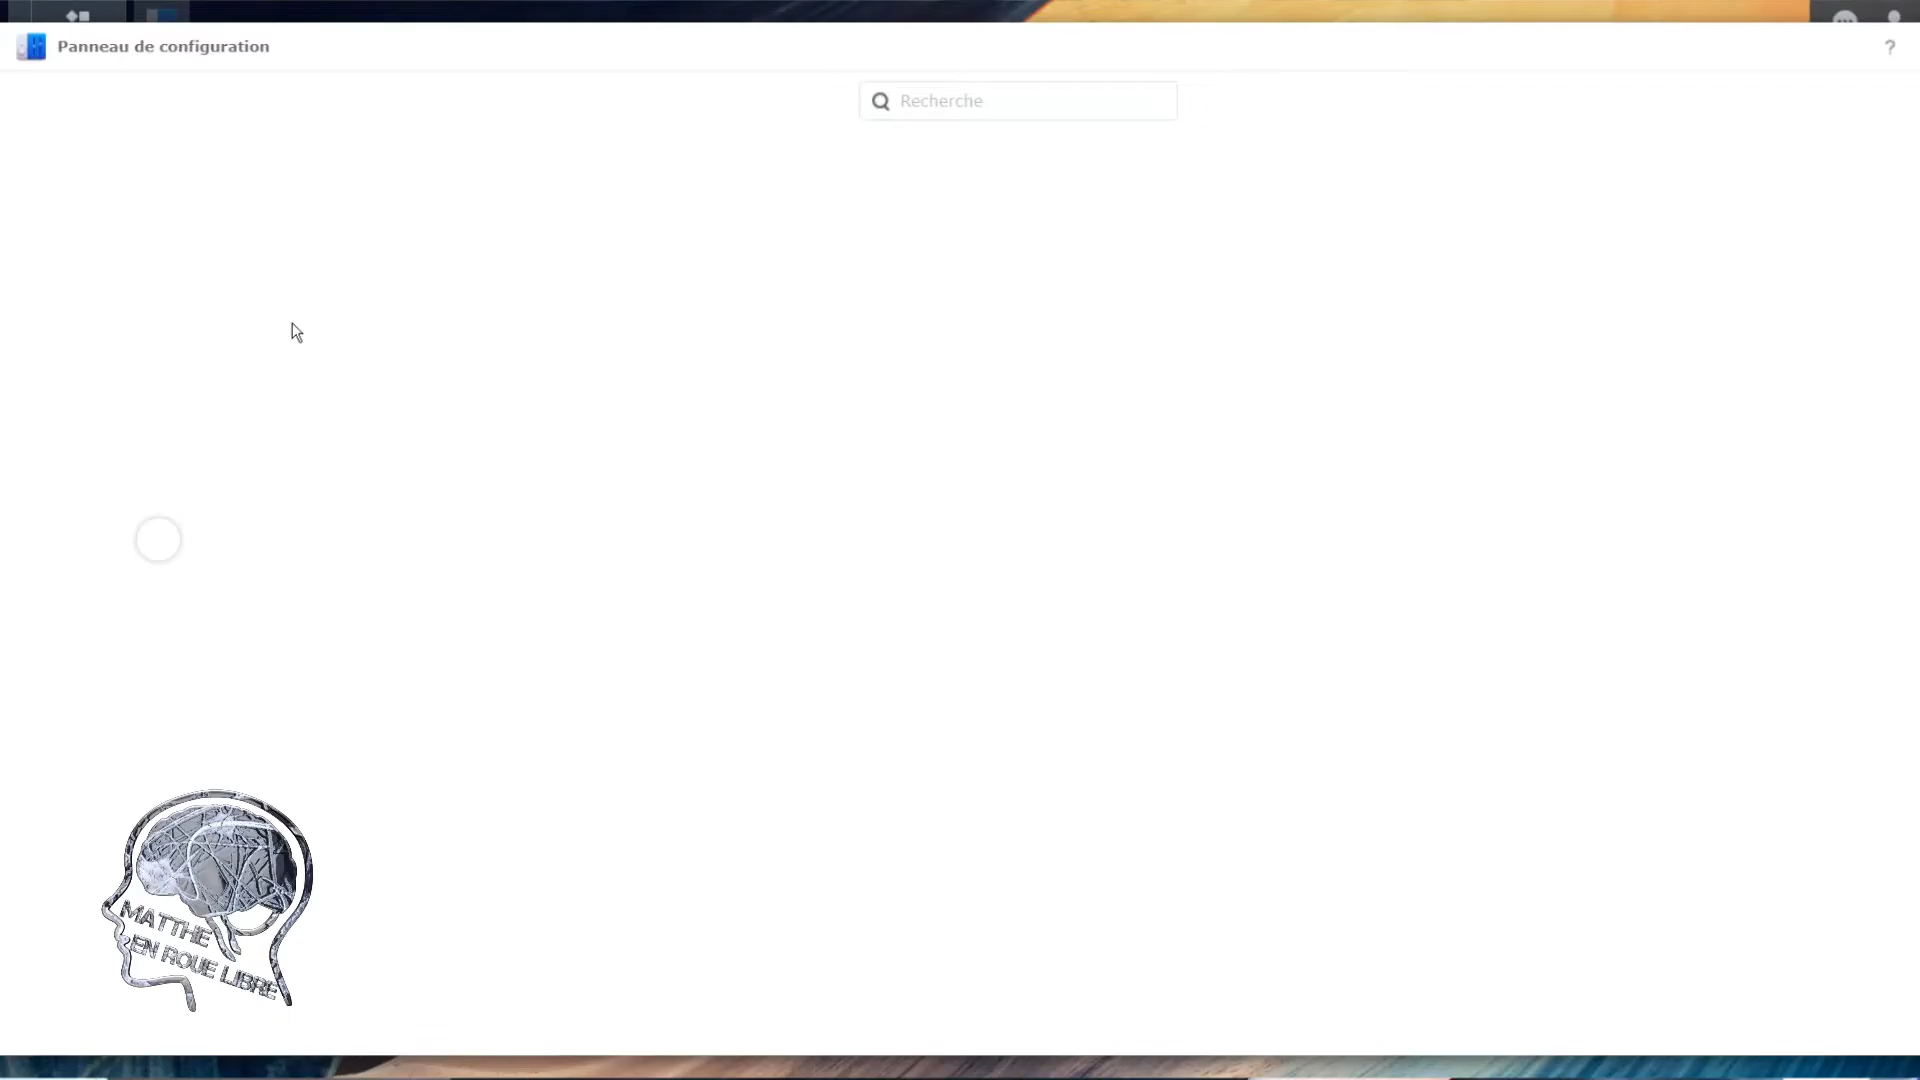 Panneau de configuration
?
Recherche
MATTHE
EN ROUE LIBRE